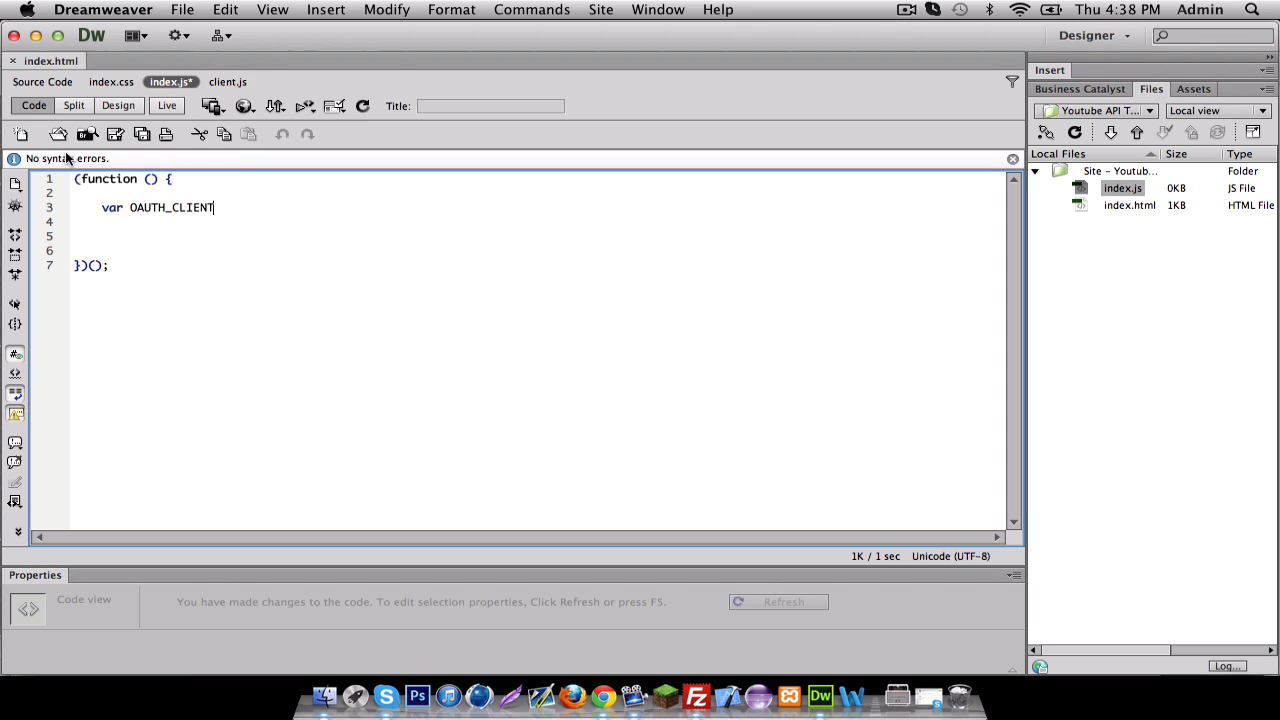 Dreamweaver File Edit View Insert Modify Format Commands Site Window Help Thu 4:38 PM Admin
Dw Designer
index.html
Source Code index.css index.js* client.js
Code Split Design Live Title:
No syntax errors.
1 (function () {
2
3 var OAUTH_CLIENT
4
5
6
7 })();
1K / 1 sec Unicode (UTF-8)
Properties
Code view
You have made changes to the code. To edit selection properties, Click Refresh or press F5.
Refresh
Insert
Business Catalyst Files Assets
Youtube API T... Local view
Local Files Size Type
Site – Youtub... Folder
index.js 0KB JS File
index.html 1KB HTML File
Log...
Ps Fz Dw W